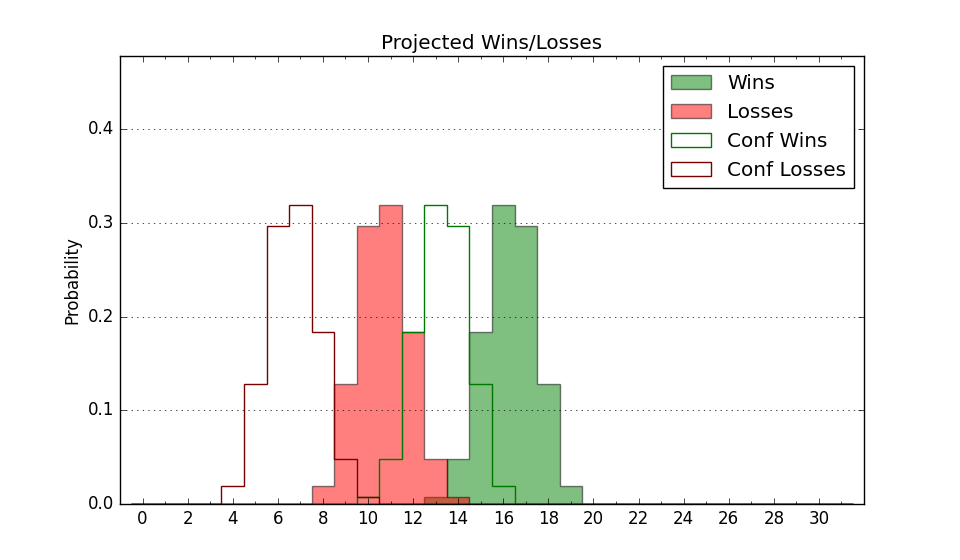 Projected Wins/Losses
Wins
Losses
Conf Wins
Conf Losses
Probability
0.4
0.3
0.2
0.1
0.0
0 2 4 6 8 10 12 14 16 18 20 22 24 26 28 30